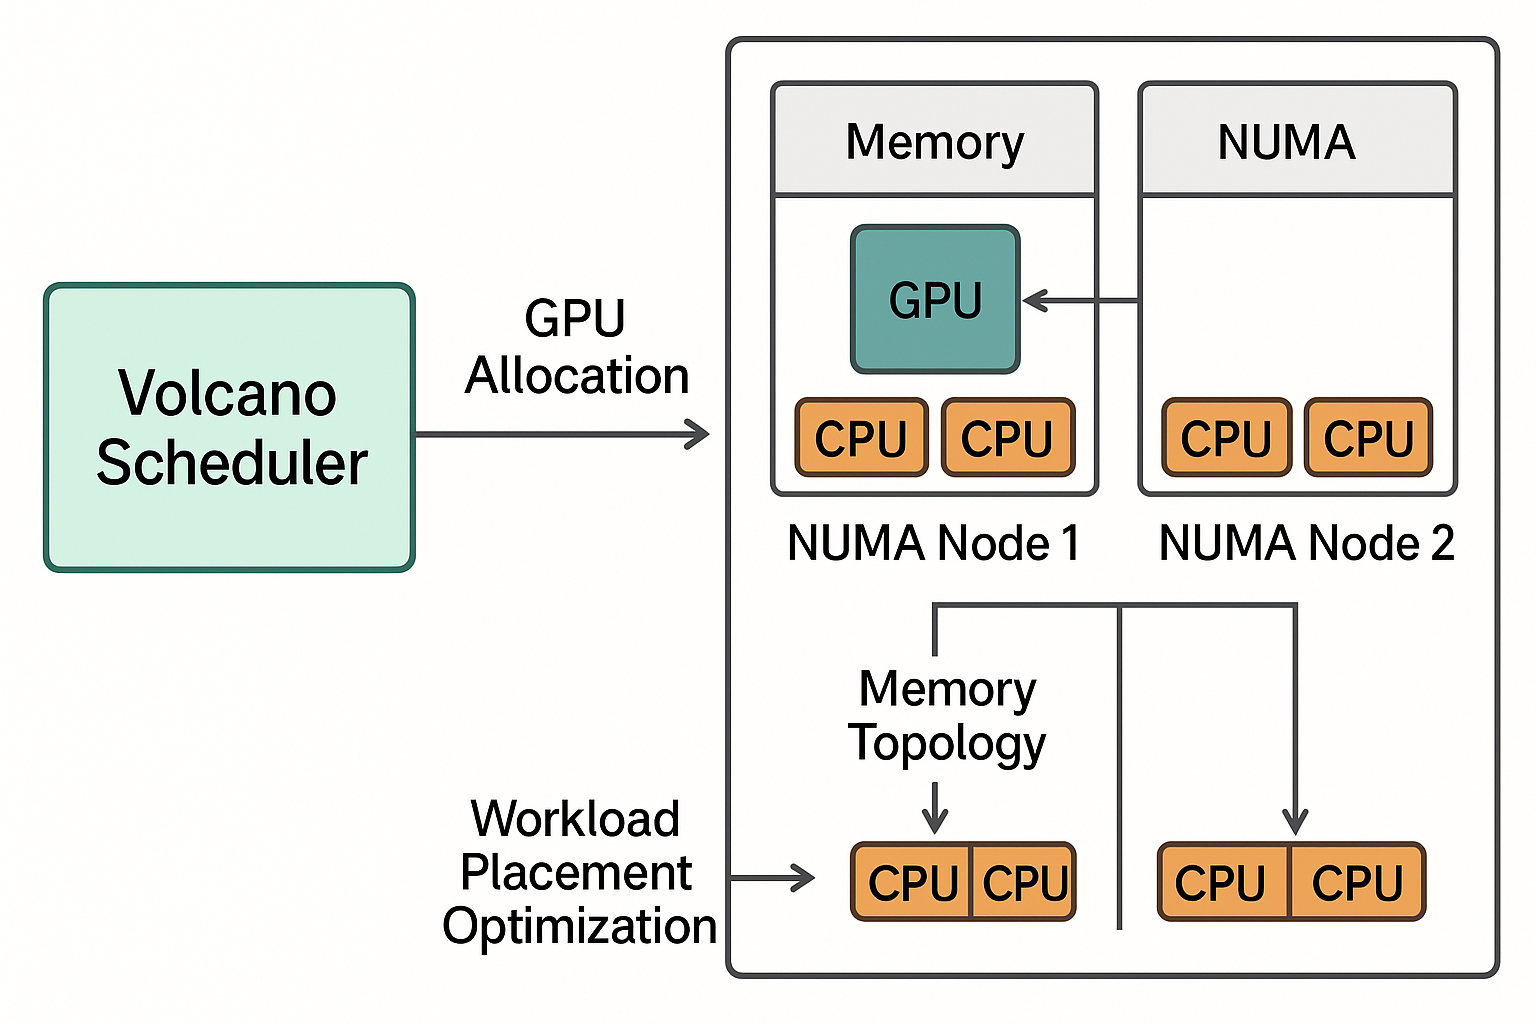 Volcano
Scheduler
GPU
Allocation
Memory
GPU
CPU CPU
NUMA Node 1
NUMA
CPU CPU
NUMA Node 2
Memory
Topology
Workload
Placement
Optimization
CPU CPU
CPU CPU